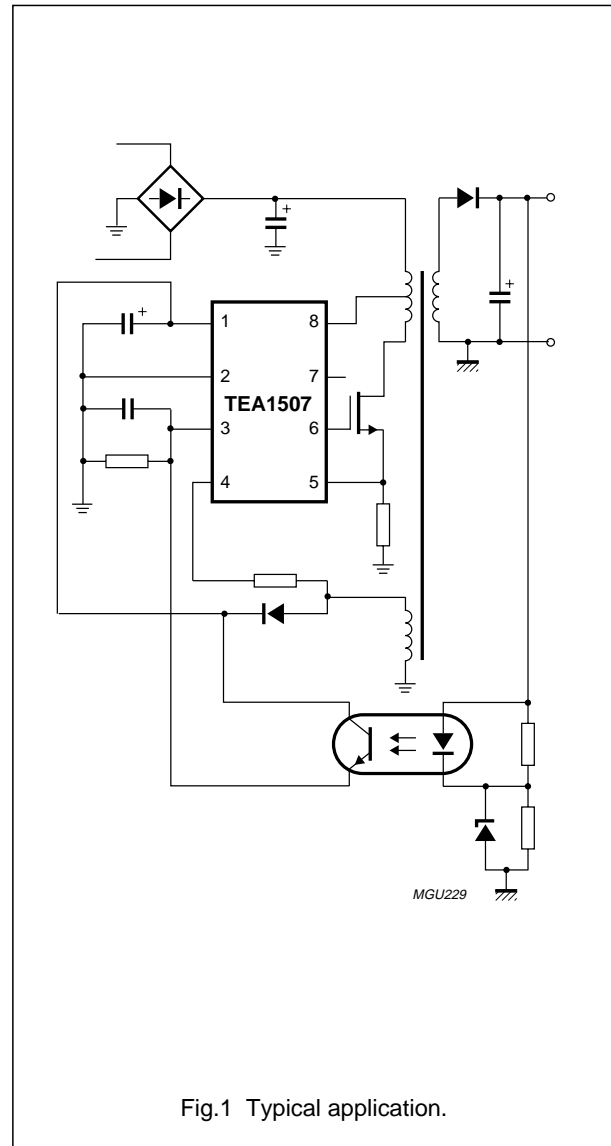 +
+
+
1 8
2 7
TEA1507
3 6
4 5
MGU229
Fig.1 Typical application.